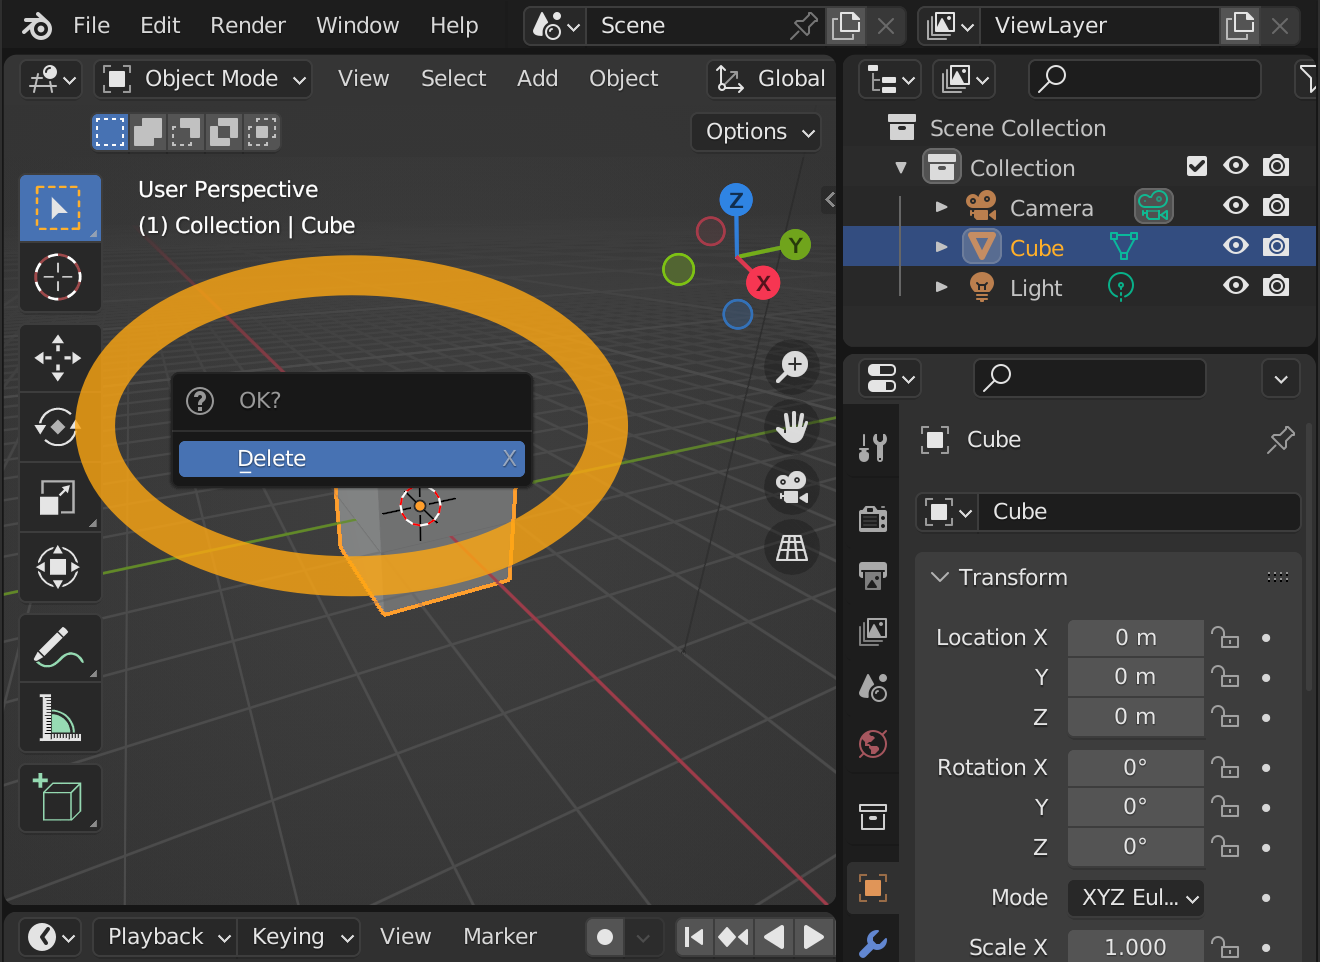 File Edit Render Window Help Scene ViewLayer
Object Mode View Select Add Object Global
Options
User Perspective
(1) Collection | Cube
Z
Y
X
OK?
Delete X
Playback Keying View Marker
Scene Collection
Collection
Camera
Cube
Light
Cube
Cube
Transform
Location X 0 m
Y 0 m
Z 0 m
Rotation X 0°
Y 0°
Z 0°
Mode XYZ Eul...
Scale X 1.000